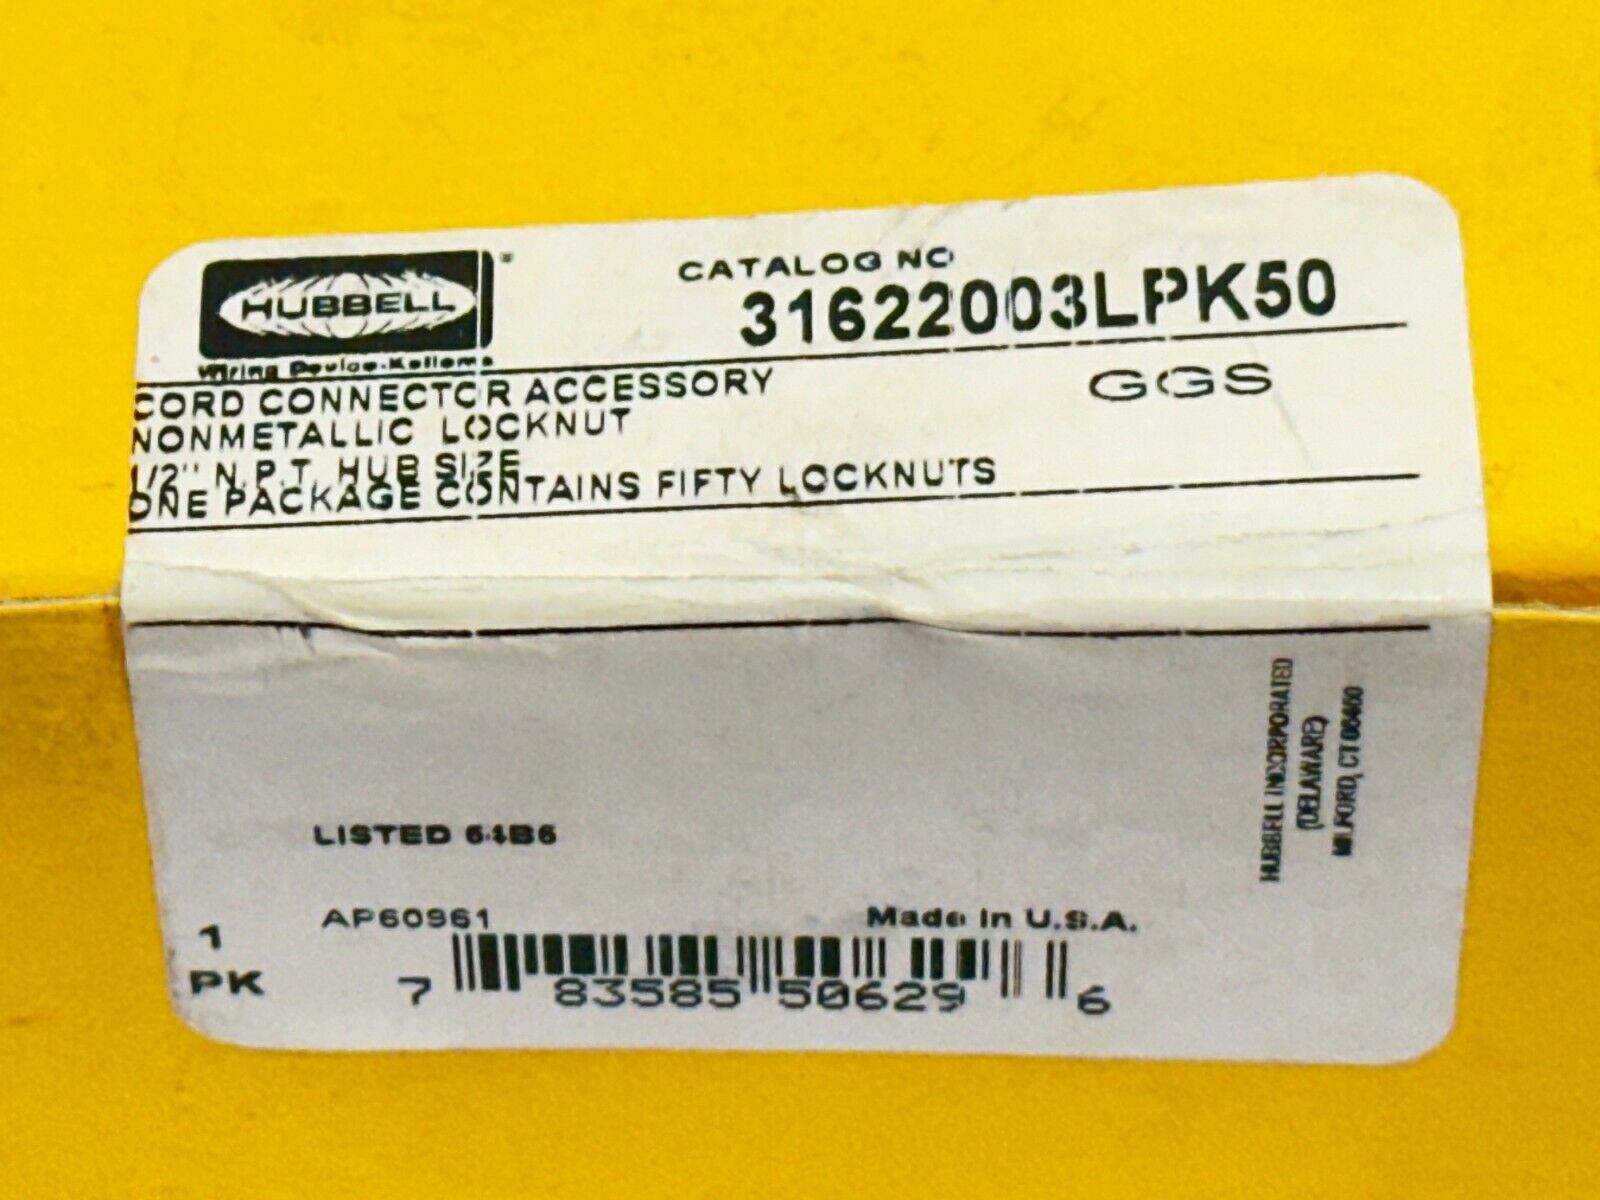 HUBBELL®
Wiring Device-Kellems
CATALOG NO
31622003LPK50
CORD CONNECTOR ACCESSORY
GGS
NONMETALLIC LOCKNUT
1/2" N.P.T. HUB SIZE
ONE PACKAGE CONTAINS FIFTY LOCKNUTS
HUBBELL INCORPORATED
(DELAWARE)
MILFORD, CT 06460
LISTED 64B6
AP60961
Made in U.S.A.
1
PK
7 83585 50629 6